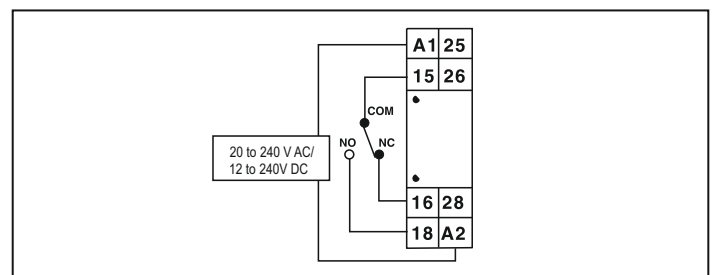 A1 25
15 26
COM
NO
NC
20 to 240 V AC/
12 to 240V DC
16 28
18 A2